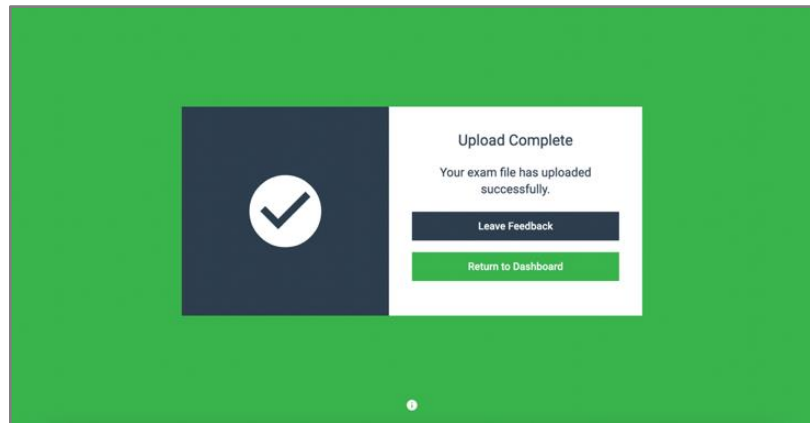 Upload Complete
Your exam file has uploaded
successfully.
Leave Feedback
Return to Dashboard